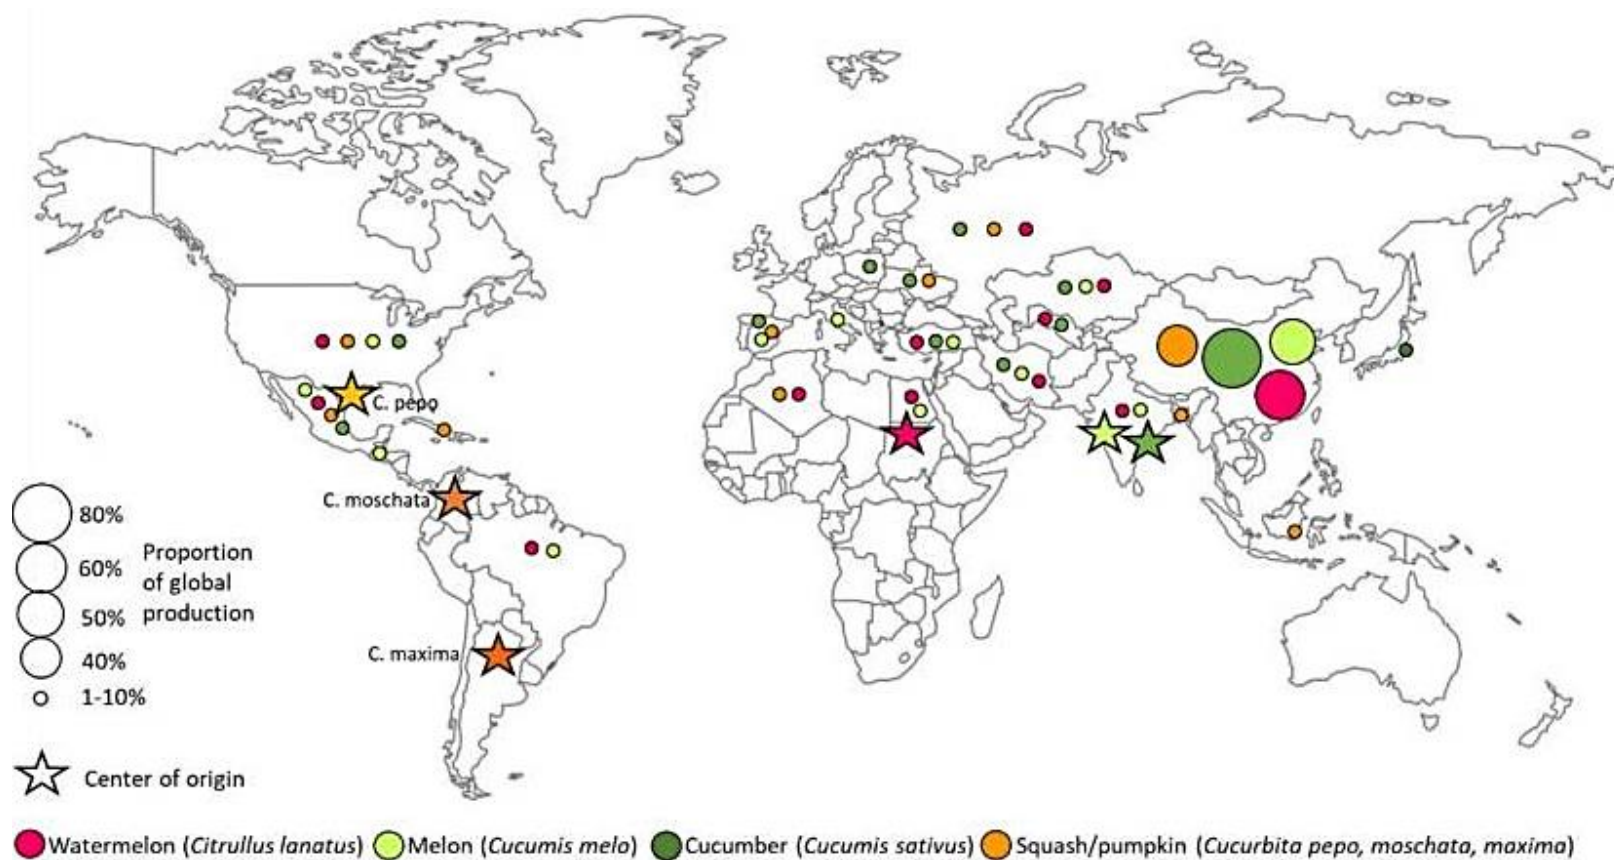 C. pepo
C. moschata
C. maxima
80%
60%
50%
40%
1-10%
Proportion
of global
production
Center of origin
Watermelon (Citrullus lanatus) Melon (Cucumis melo) Cucumber (Cucumis sativus) Squash/pumpkin (Cucurbita pepo, moschata, maxima)